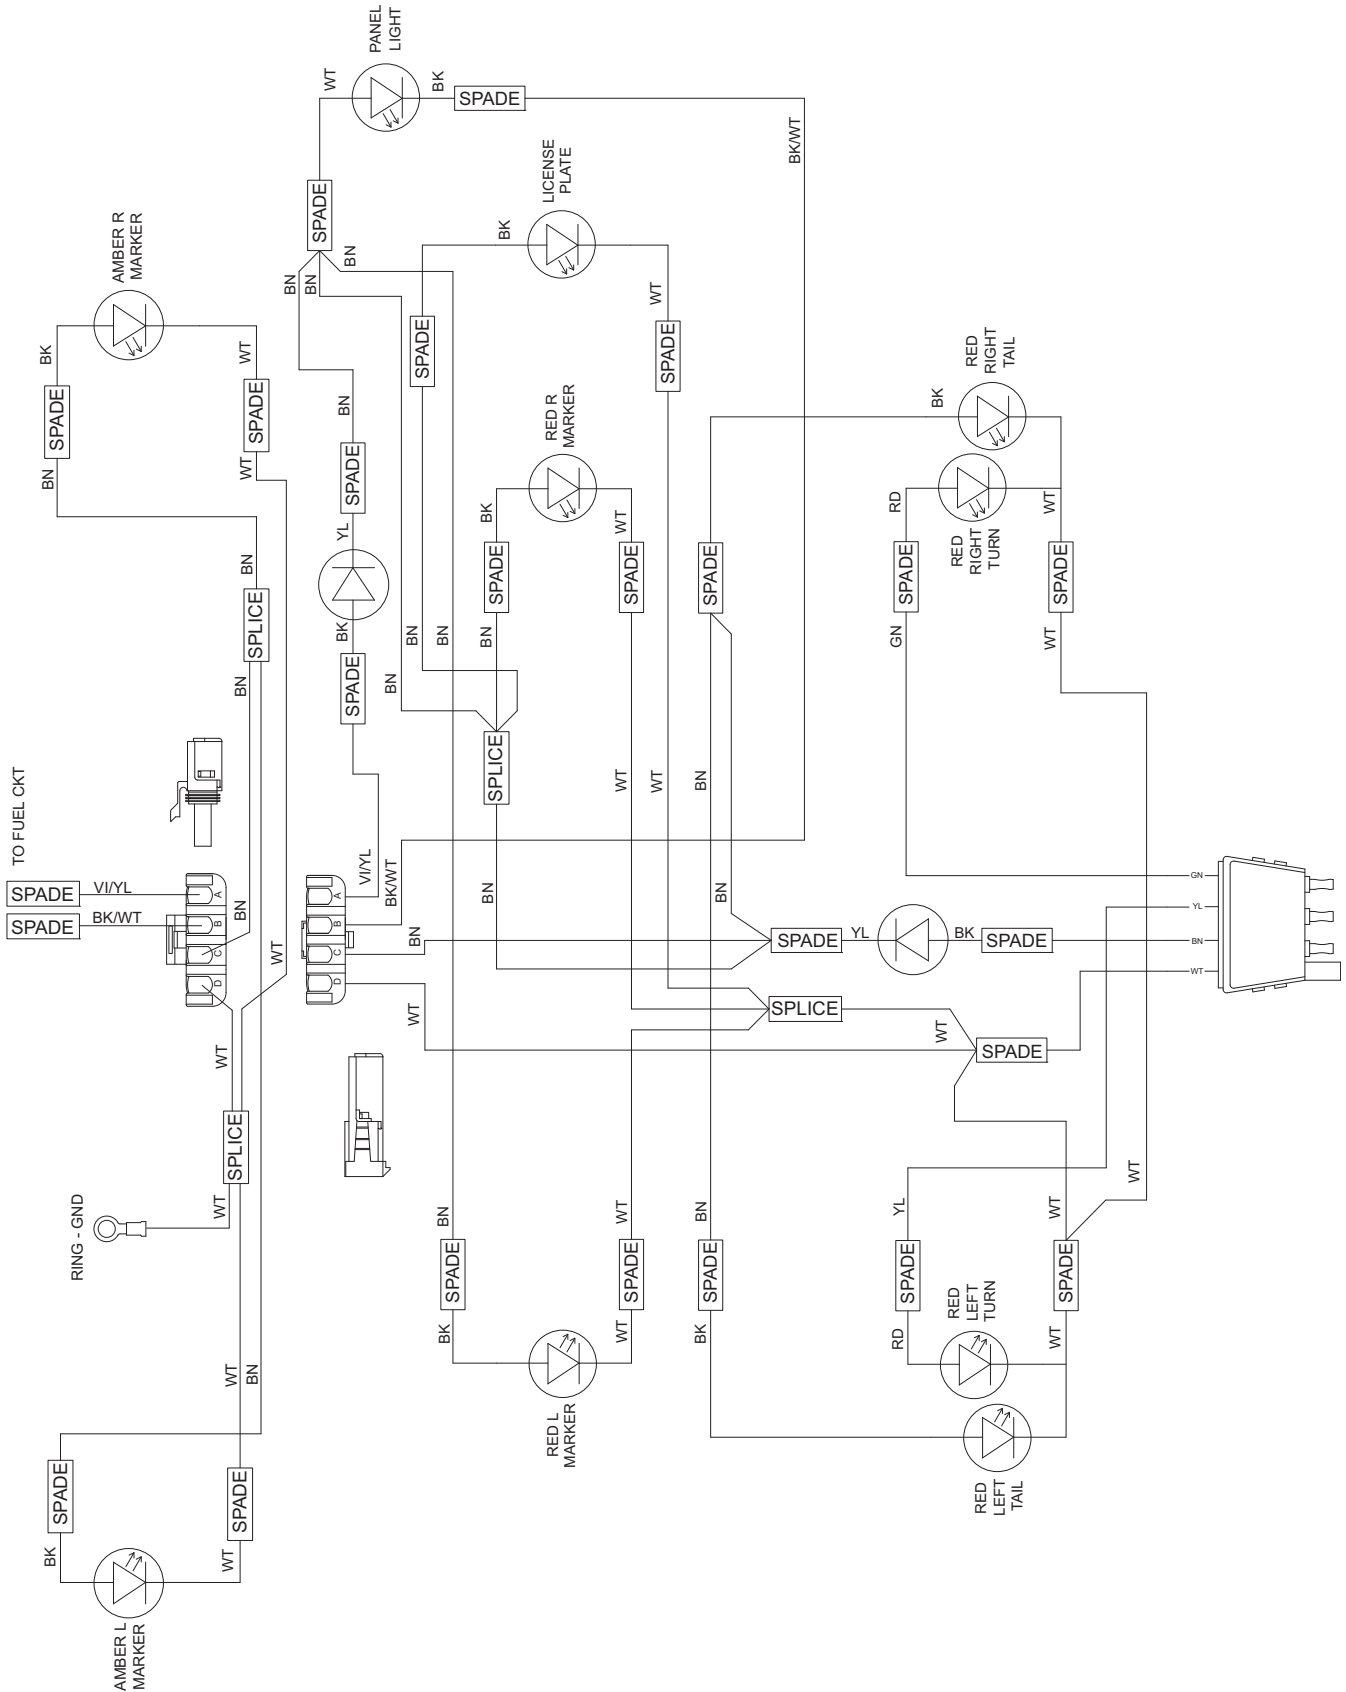 PANEL
LIGHT
WT
BK
SPADE
BK/WT
SPADE
BN
BN
BN
LICENSE
PLATE
BK
WT
SPADE
SPADE
AMBER R
MARKER
BK
WT
SPADE
SPADE
BN
WT
BN
SPLICE
BN
BN
SPADE
YL
BK
SPADE
VI/YL
BK/WT
BN
BN
BN
RED R
MARKER
BK
WT
SPADE
SPADE
BN
SPLICE
BN
WT
WT
RED
RIGHT
TAIL
BK
SPADE
BN
BN
RED
RIGHT
TURN
RD
WT
SPADE
SPADE
GN
WT
TO FUEL CKT
SPADE
VI/YL
SPADE
BK/WT
A
B
C
D
BN
WT
WT
A
B
C
D
BN
WT
SPADE
YL
BK
SPADE
SPLICE
WT
SPADE
GN
YL
BN
WT
SPLICE
WT
RING - GND
WT
BN
SPADE
BK
SPADE
WT
AMBER L
MARKER
BN
SPADE
BK
WT
SPADE
WT
RED L
MARKER
BN
SPADE
BK
YL
SPADE
RD
RED
LEFT
TURN
WT
SPADE
WT
WT
RED
LEFT
TAIL